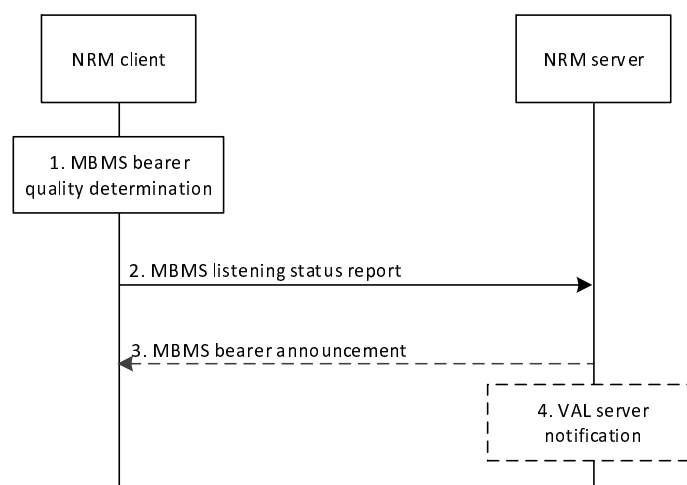 NRM client
NRM server
1. MBMS bearer
quality determination
2. MBMS listening status report
3. MBMS bearer announcement
4. VAL server
notification